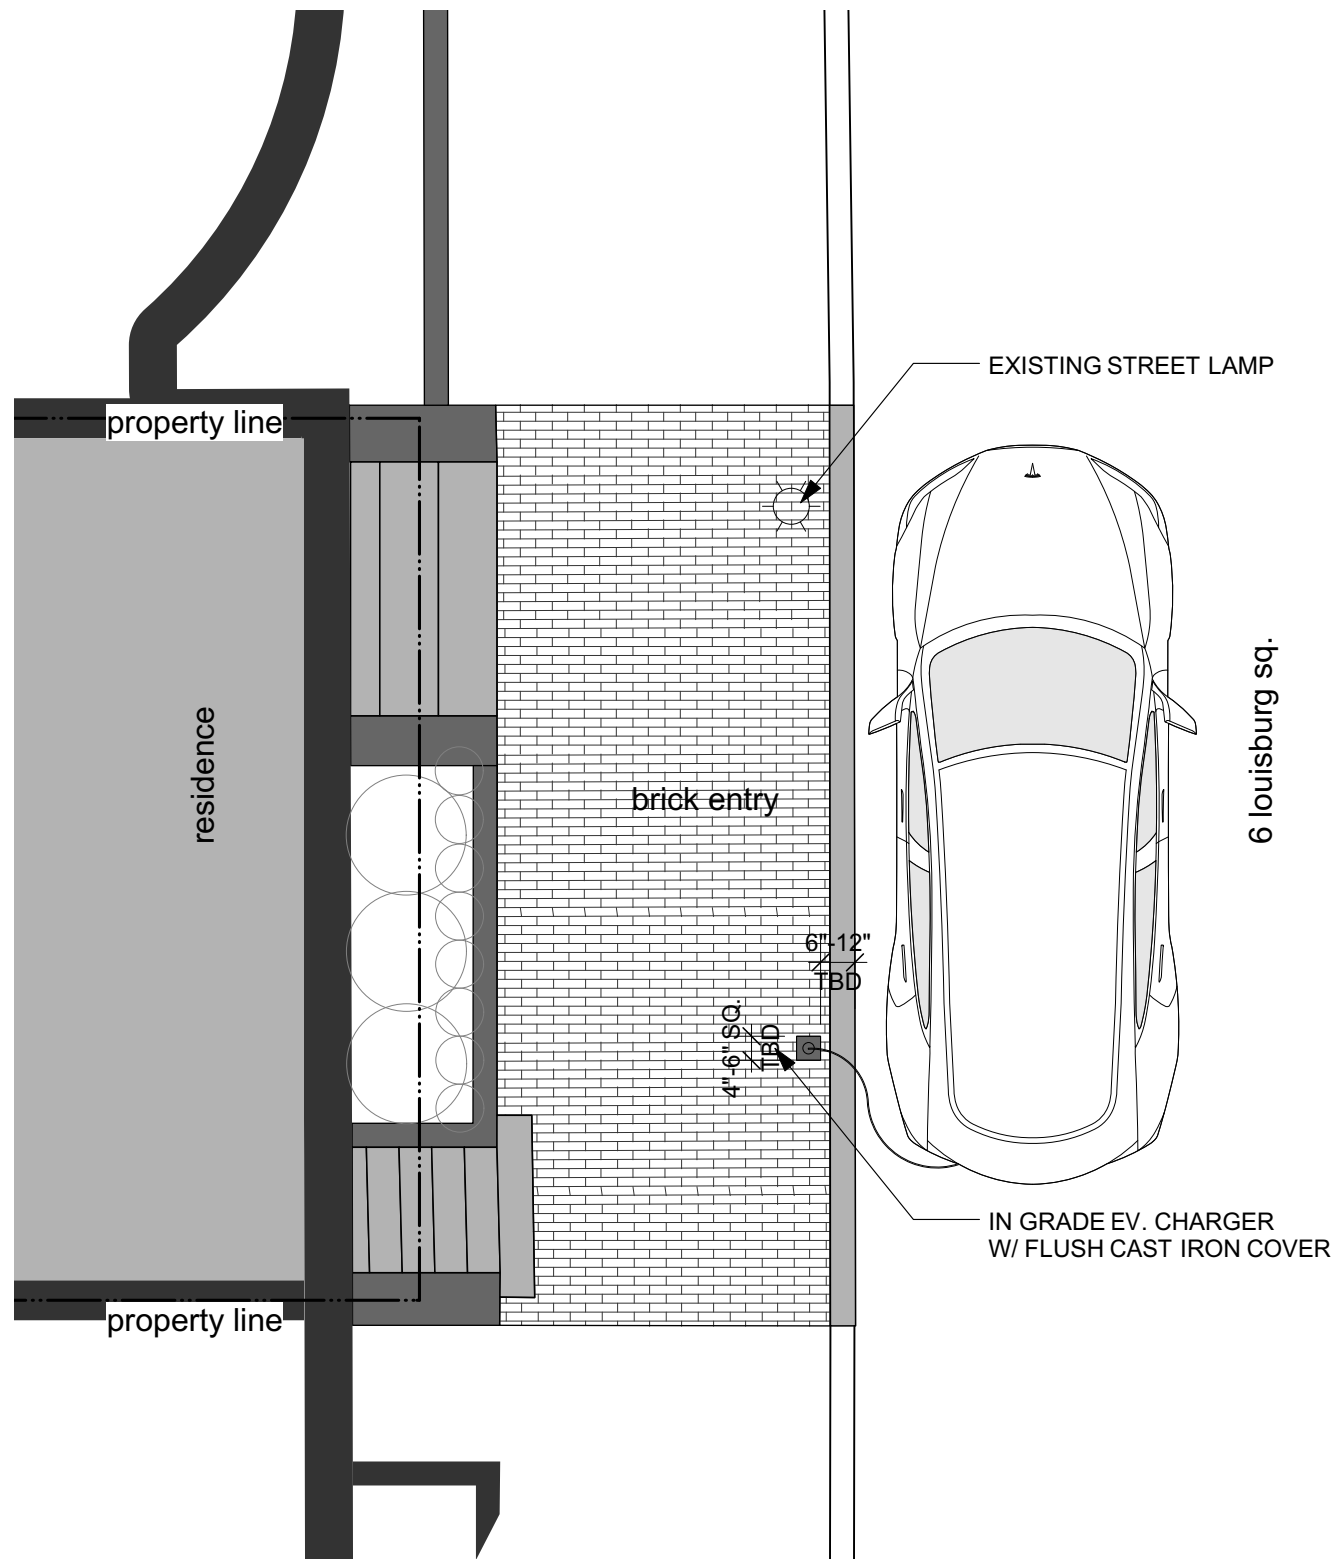 EXISTING STREET LAMP
property line
residence
6 louisburg sq.
brick entry
6"-12"
TBD
4"-6" SQ.
TBD
IN GRADE EV. CHARGER
W/ FLUSH CAST IRON COVER
property line